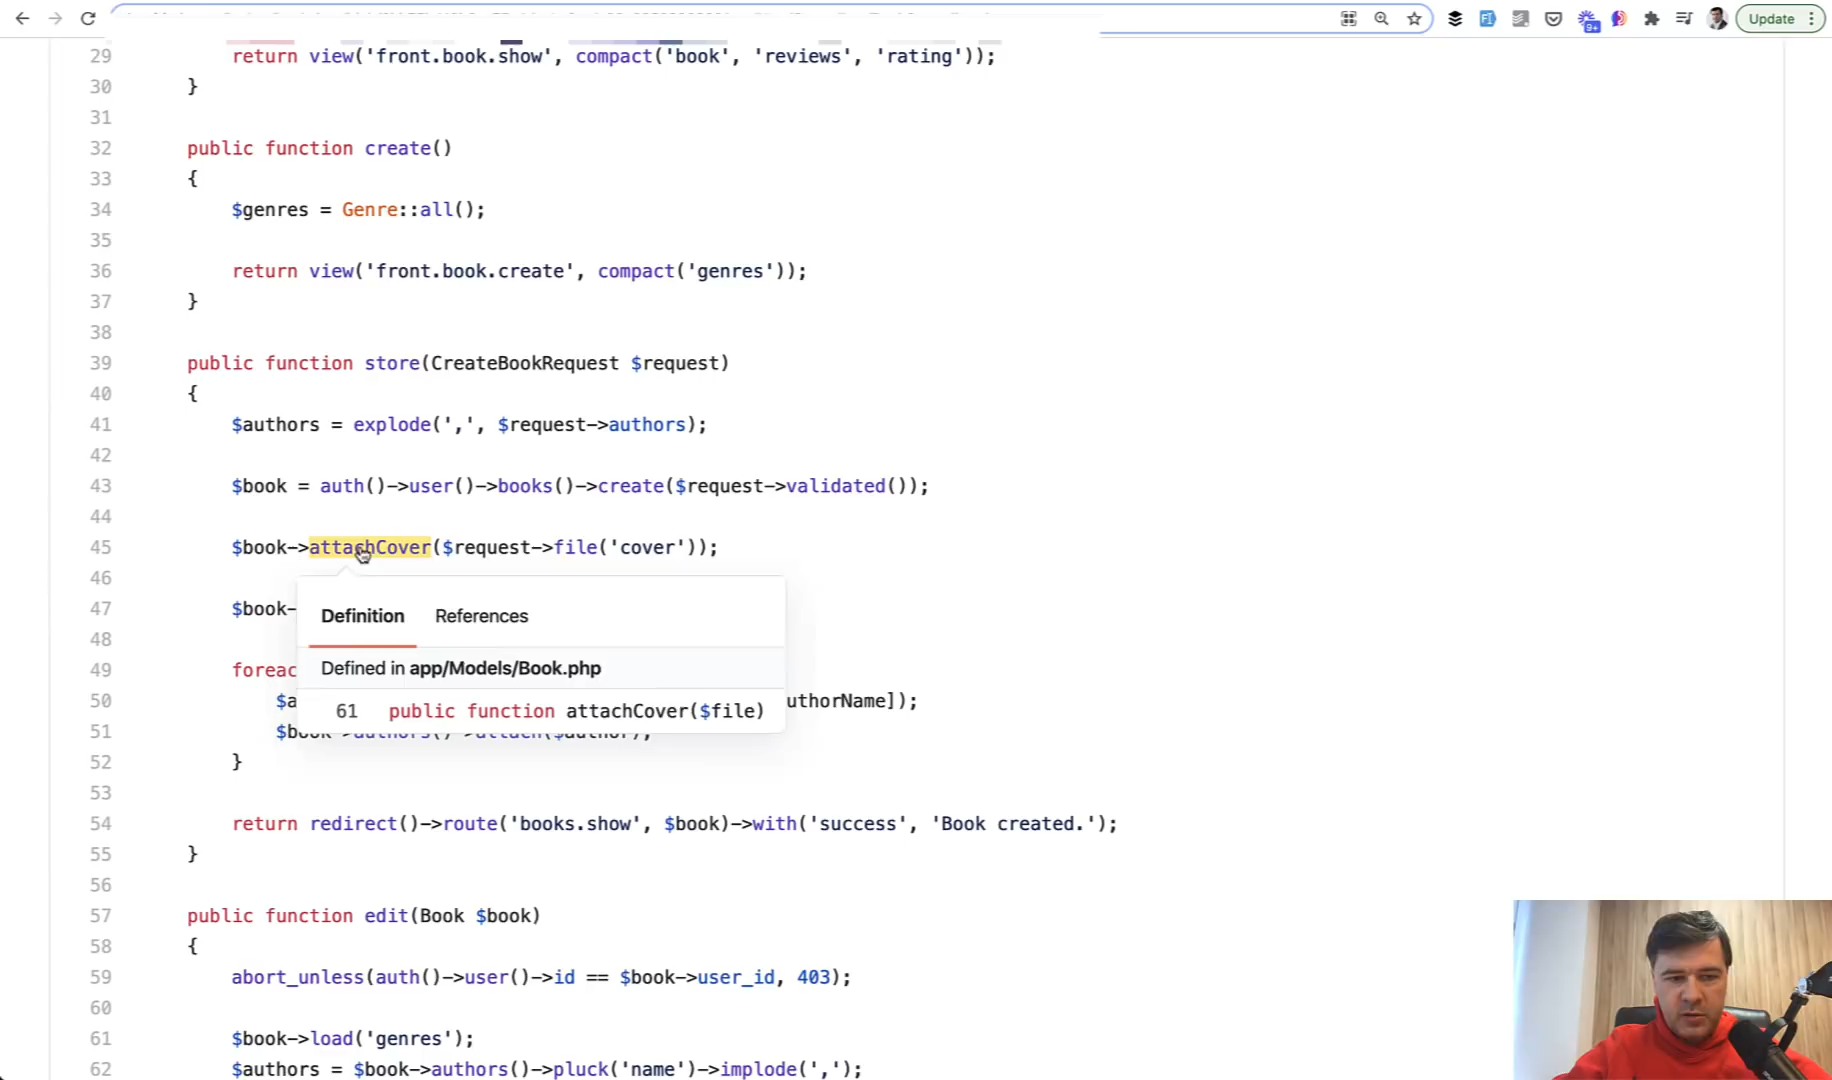 Update
9+
29 return view('front.book.show', compact('book', 'reviews', 'rating'));
30 }
31
32 public function create()
33 {
34 $genres = Genre::all();
35
36 return view('front.book.create', compact('genres'));
37 }
38
39 public function store(CreateBookRequest $request)
40 {
41 $authors = explode(',', $request->authors);
42
43 $book = auth()->user()->books()->create($request->validated());
44
45 $book->attachCover($request->file('cover'));
46
47 $book-
Definition References
48
49 foreac
Defined in app/Models/Book.php
50 $a uthorName]);
61 public function attachCover($file)
51 $book->authors()->attach($author);
52 }
53
54 return redirect()->route('books.show', $book)->with('success', 'Book created.');
55 }
56
57 public function edit(Book $book)
58 {
59 abort_unless(auth()->user()->id == $book->user_id, 403);
60
61 $book->load('genres');
62 $authors = $book->authors()->pluck('name')->implode(',');